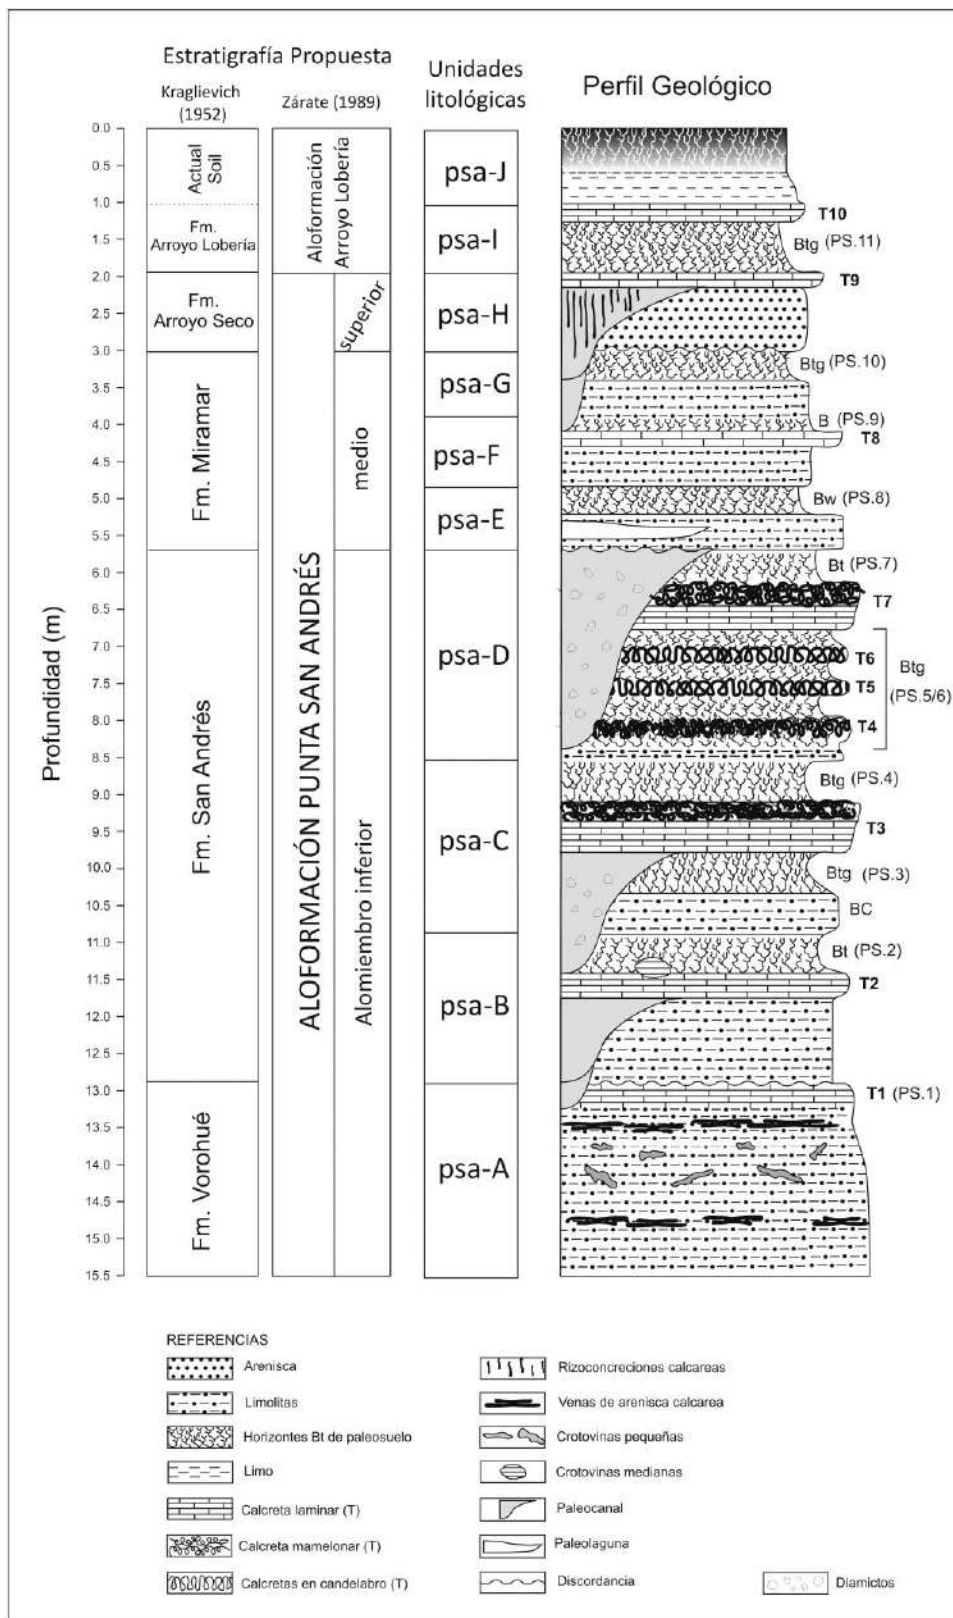 Estratigrafía Propuesta
Kraglievich
(1952)
Zárate (1989)
Unidades
litológicas
Perfil Geológico
Profundidad (m)
0.0
0.5
1.0
1.5
2.0
2.5
3.0
3.5
4.0
4.5
5.0
5.5
6.0
6.5
7.0
7.5
8.0
8.5
9.0
9.5
10.0
10.5
11.0
11.5
12.0
12.5
13.0
13.5
14.0
14.5
15.0
15.5
Actual
Soil
Fm.
Arroyo Lobería
Fm.
Arroyo Seco
Fm. Miramar
Fm. San Andrés
Fm. Vorohué
Aloformación
Arroyo Lobería
ALOFORMACIÓN PUNTA SAN ANDRÉS
superior
medio
Alomiembro inferior
psa-J
psa-I
psa-H
psa-G
psa-F
psa-E
psa-D
psa-C
psa-B
psa-A
T10
Btg (PS.11)
T9
Btg (PS.10)
B (PS.9)
T8
Bw (PS.8)
Bt (PS.7)
T7
T6
T5
T4
Btg
(PS.5/6)
Btg (PS.4)
T3
Btg (PS.3)
BC
Bt (PS.2)
T2
T1 (PS.1)
REFERENCIAS
Arenisca
Limolitas
Horizontes Bt de paleosuelo
Limo
Calcreta laminar (T)
Calcreta mamelonar (T)
Calcretas en candelabro (T)
Rizoconcreciones calcareas
Venas de arenisca calcarea
Crotovinas pequeñas
Crotovinas medianas
Paleocanal
Paleolaguna
Discordancia
Diamictos